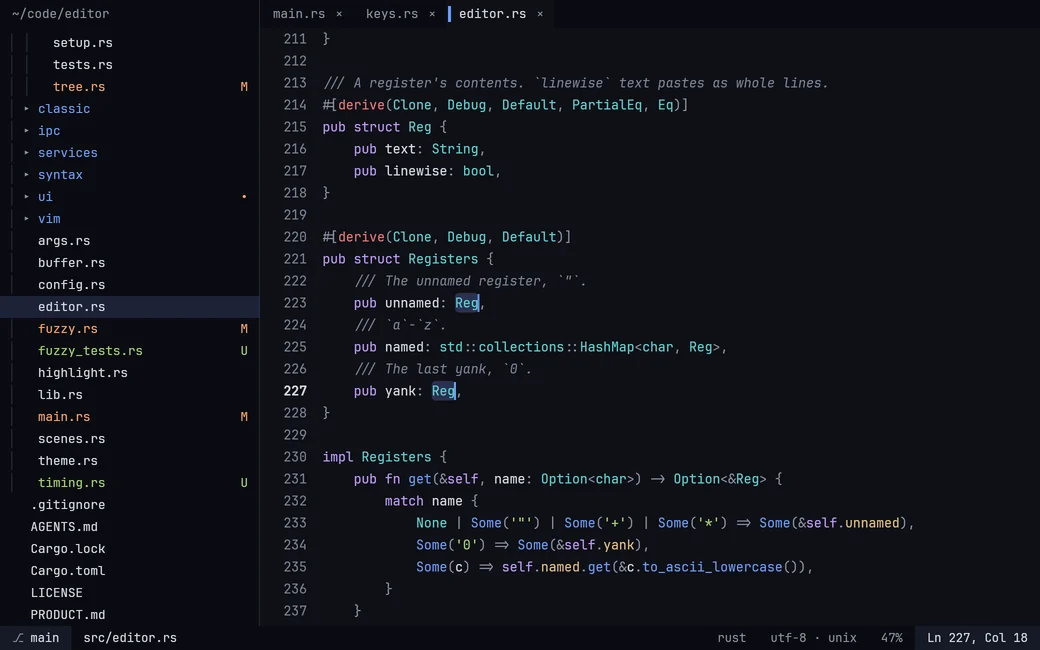 ~/code/editor
main.rs × keys.rs × editor.rs ×
setup.rs
tests.rs
tree.rs M
▸ classic
▸ ipc
▸ services
▸ syntax
▸ ui •
▸ vim
args.rs
buffer.rs
config.rs
editor.rs
fuzzy.rs M
fuzzy_tests.rs U
highlight.rs
lib.rs
main.rs M
scenes.rs
theme.rs
timing.rs U
.gitignore
AGENTS.md
Cargo.lock
Cargo.toml
LICENSE
PRODUCT.md
211 }
212
213 /// A register's contents. `linewise` text pastes as whole lines.
214 #[derive(Clone, Debug, Default, PartialEq, Eq)]
215 pub struct Reg {
216     pub text: String,
217     pub linewise: bool,
218 }
219
220 #[derive(Clone, Debug, Default)]
221 pub struct Registers {
222     /// The unnamed register, `"`.
223     pub unnamed: Reg,
224     /// `a`-`z`.
225     pub named: std::collections::HashMap<char, Reg>,
226     /// The last yank, `0`.
227     pub yank: Reg,
228 }
229
230 impl Registers {
231     pub fn get(&self, name: Option<char>) -> Option<&Reg> {
232         match name {
233             None | Some('"') | Some('+') | Some('*') => Some(&self.unnamed),
234             Some('0') => Some(&self.yank),
235             Some(c) => self.named.get(&c.to_ascii_lowercase()),
236         }
237     }
main src/editor.rs rust utf-8 · unix 47% Ln 227, Col 18